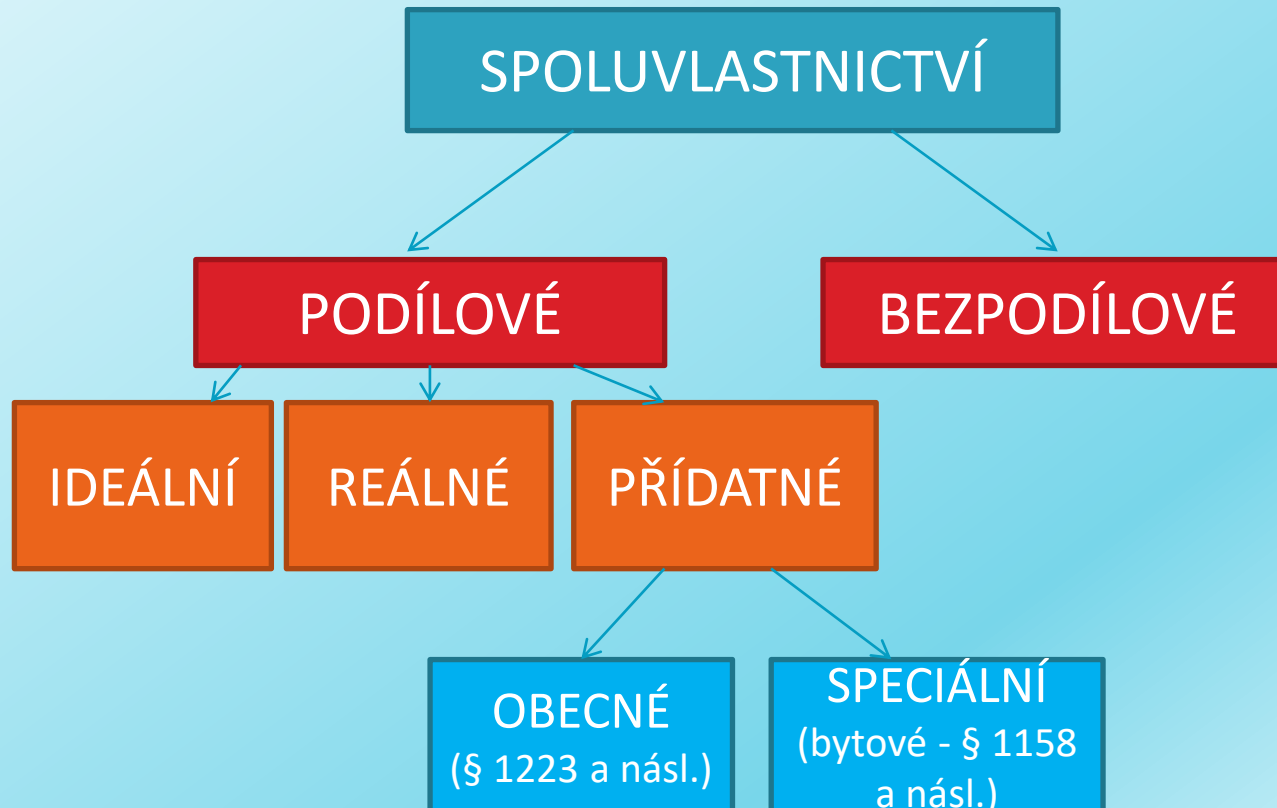 SPOLUVLASTNICTVÍ
PODÍLOVÉ
BEZPODÍLOVÉ
IDEÁLNÍ
REÁLNÉ
PŘÍDATNÉ
OBECNÉ
(§ 1223 a násl.)
SPECIÁLNÍ
(bytové - § 1158
a násl.)